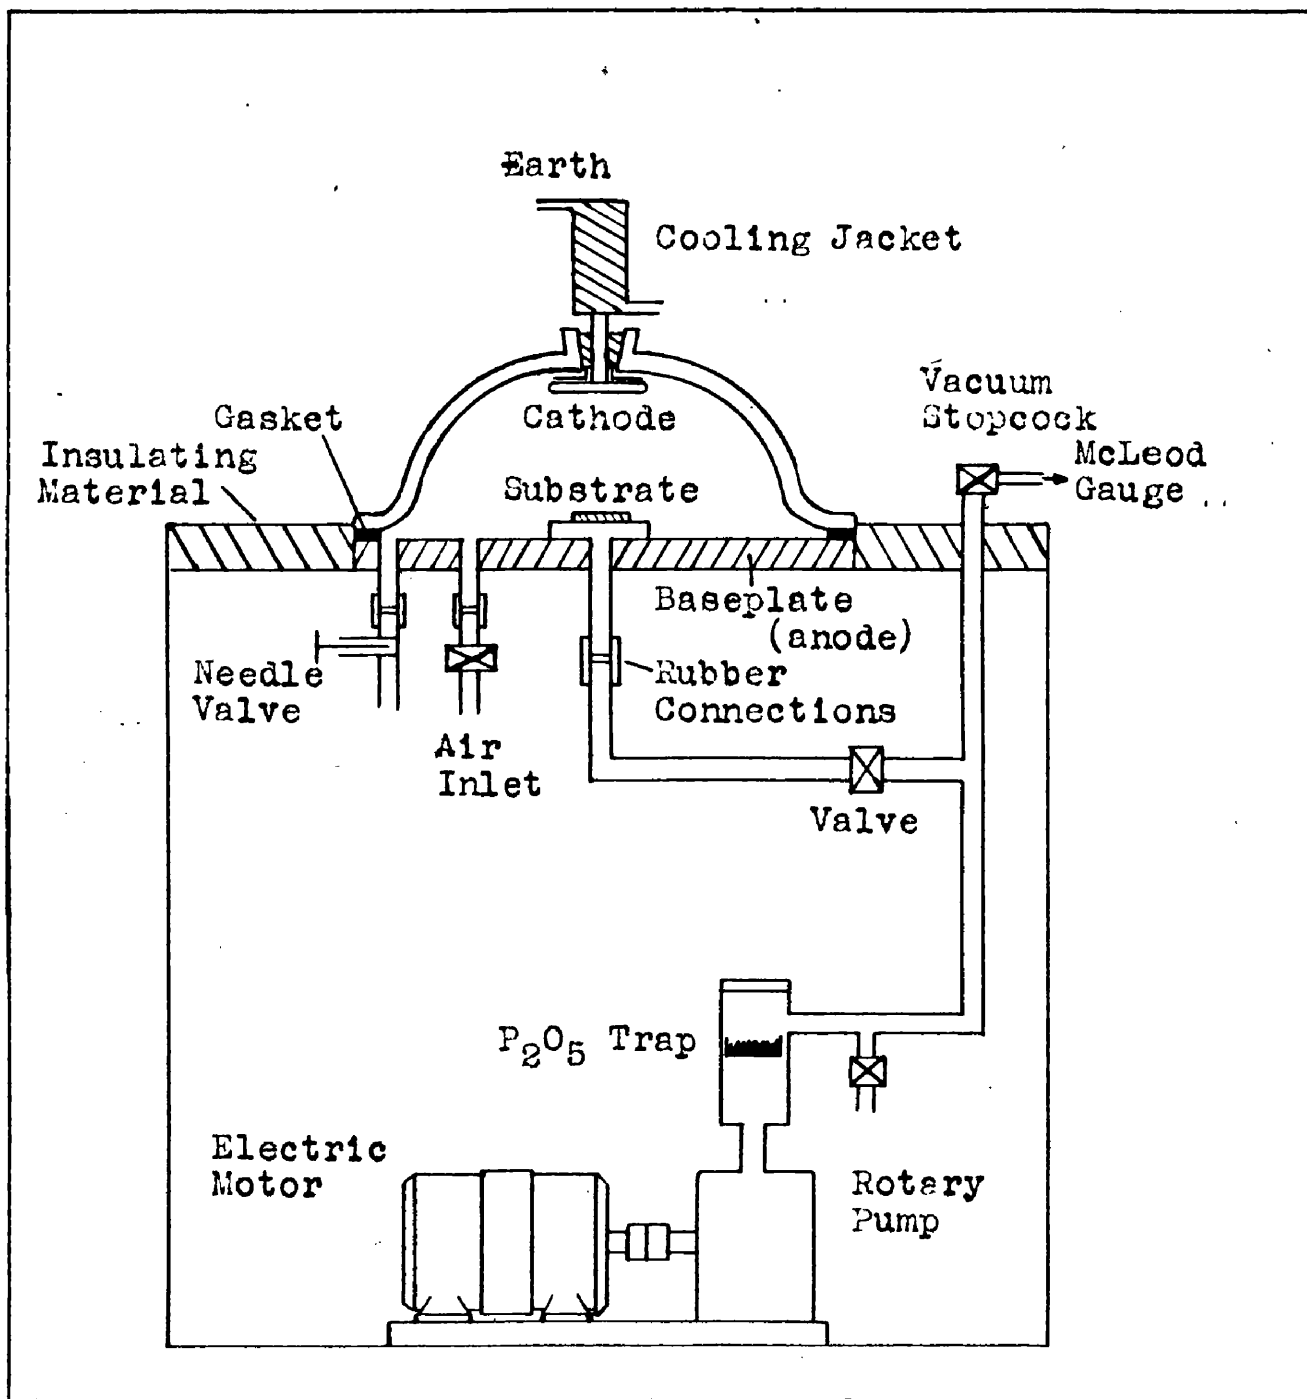 Earth
Cooling Jacket
Vacuum
Stopcock
Gasket
Cathode
McLeod
Gauge
Insulating
Material
Substrate
Baseplate
(anode)
Needle
Valve
Rubber
Connections
Air
Inlet
Valve
P₂O₅ Trap
Electric
Motor
Rotary
Pump